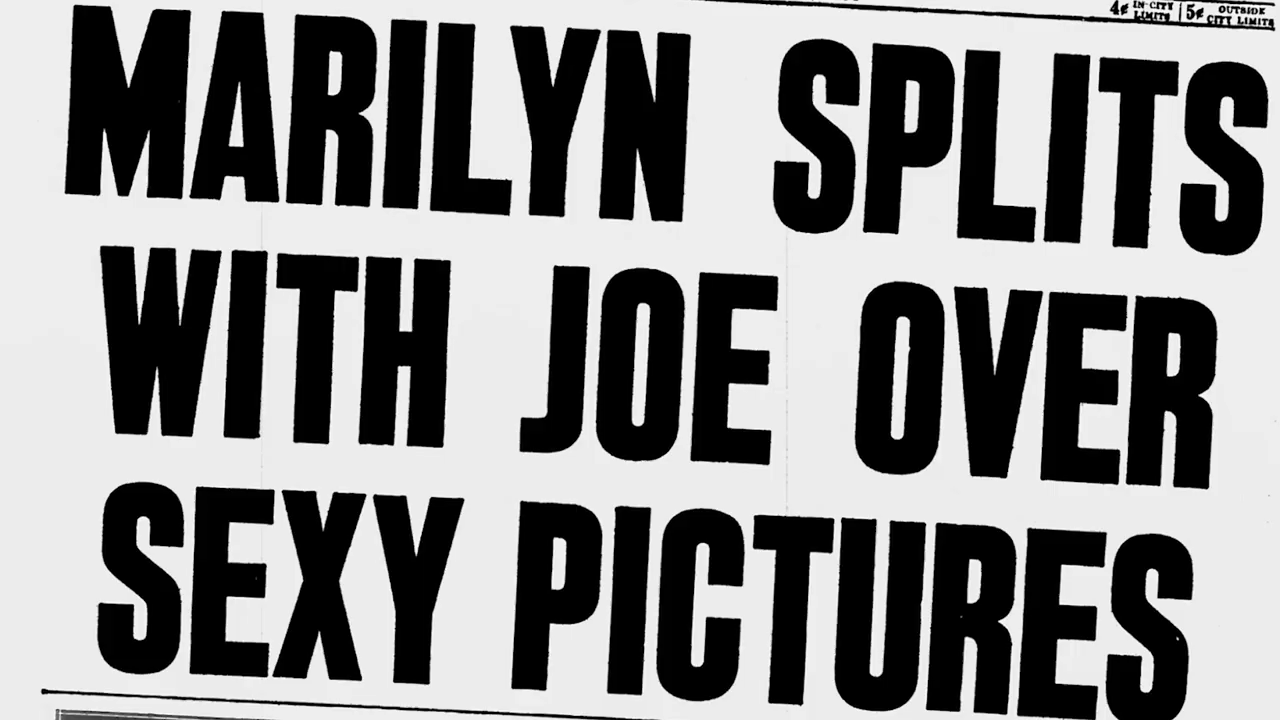 4¢ IN CITY LIMITS | 5¢ OUTSIDE CITY LIMITS
MARILYN SPLITS
WITH JOE OVER
SEXY PICTURES